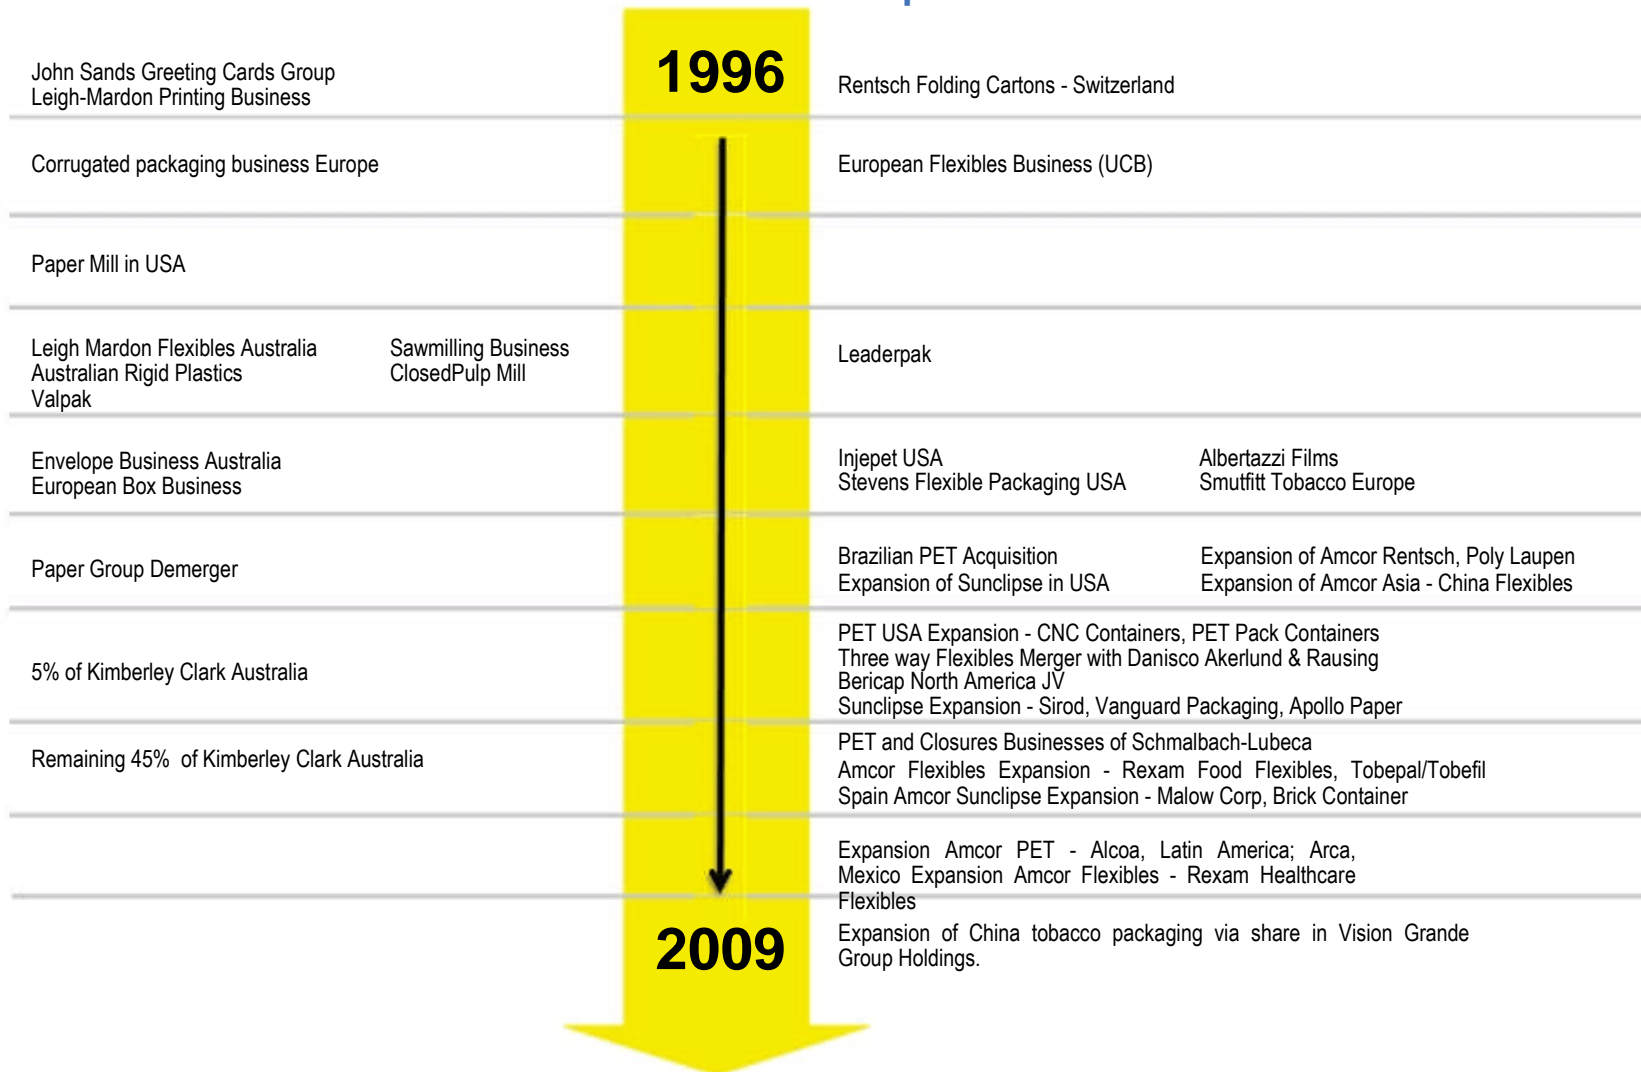 John Sands Greeting Cards Group
Leigh-Mardon Printing Business
1996
Rentsch Folding Cartons - Switzerland
Corrugated packaging business Europe
European Flexibles Business (UCB)
Paper Mill in USA
Leigh Mardon Flexibles Australia
Australian Rigid Plastics
Valpak
Sawmilling Business
ClosedPulp Mill
Leaderpak
Envelope Business Australia
European Box Business
Injepet USA
Stevens Flexible Packaging USA
Albertazzi Films
Smutfitt Tobacco Europe
Paper Group Demerger
Brazilian PET Acquisition
Expansion of Sunclipse in USA
Expansion of Amcor Rentsch, Poly Laupen
Expansion of Amcor Asia - China Flexibles
5% of Kimberley Clark Australia
PET USA Expansion - CNC Containers, PET Pack Containers
Three way Flexibles Merger with Danisco Akerlund & Rausing
Bericap North America JV
Sunclipse Expansion - Sirod, Vanguard Packaging, Apollo Paper
Remaining 45% of Kimberley Clark Australia
PET and Closures Businesses of Schmalbach-Lubeca
Amcor Flexibles Expansion - Rexam Food Flexibles, Tobepal/Tobefil
Spain Amcor Sunclipse Expansion - Malow Corp, Brick Container
Expansion Amcor PET - Alcoa, Latin America; Arca,
Mexico Expansion Amcor Flexibles - Rexam Healthcare
Flexibles
2009
Expansion of China tobacco packaging via share in Vision Grande
Group Holdings.